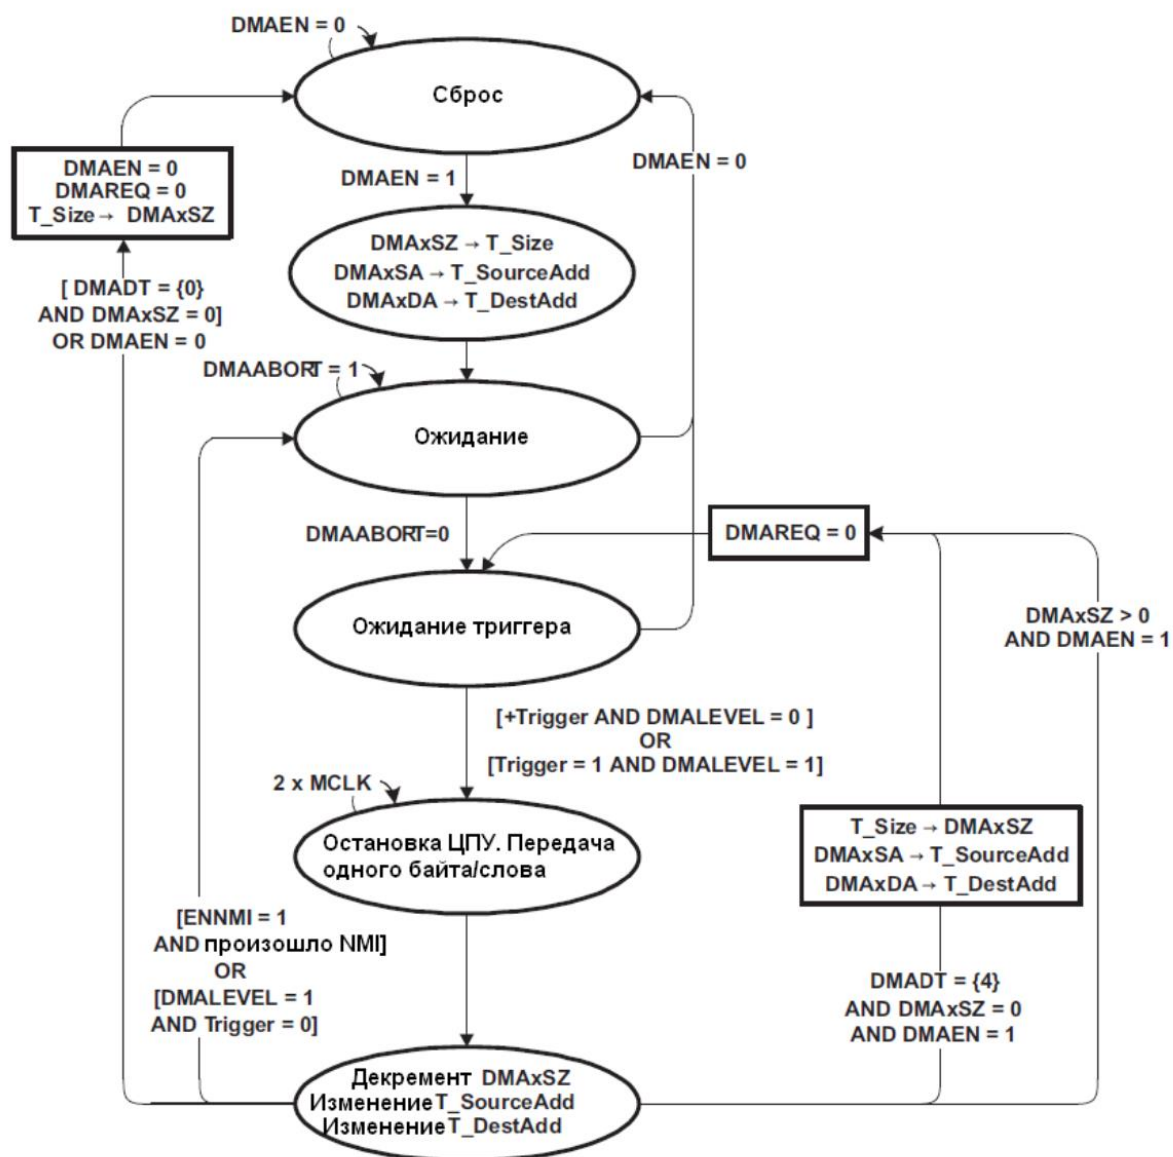 DMAEN = 0
Сброс
DMAEN = 0
DMAREQ = 0
T_Size → DMAxSZ
DMAEN = 1
DMAEN = 0
DMAxSZ → T_Size
DMAxSA → T_SourceAdd
DMAxDA → T_DestAdd
[ DMADT = {0}
AND DMAxSZ = 0]
OR DMAEN = 0
DMAABORT = 1
Ожидание
DMAABORT=0
DMAREQ = 0
Ожидание триггера
DMAxSZ > 0
AND DMAEN = 1
[+Trigger AND DMALEVEL = 0 ]
OR
[Trigger = 1 AND DMALEVEL = 1]
2 x MCLK
Остановка ЦПУ. Передача
одного байта/слова
T_Size → DMAxSZ
DMAxSA → T_SourceAdd
DMAxDA → T_DestAdd
[ENNMI = 1
AND произошло NMI]
OR
[DMALEVEL = 1
AND Trigger = 0]
DMADT = {4}
AND DMAxSZ = 0
AND DMAEN = 1
Декремент DMAxSZ
Изменение T_SourceAdd
Изменение T_DestAdd